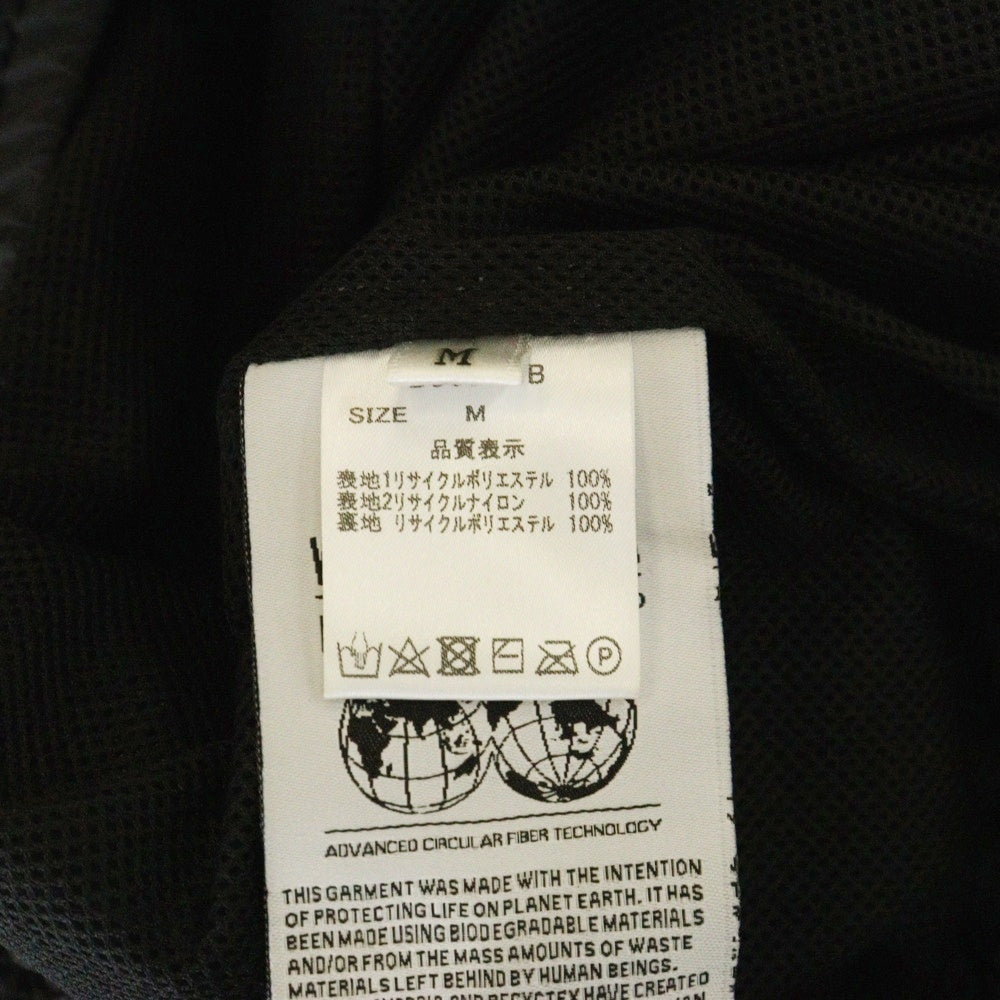 M
B
SIZE M
品質表示
表地1リサイクルポリエステル 100%
表地2リサイクルナイロン 100%
裏地 リサイクルポリエステル 100%
P
ADVANCED CIRCULAR FIBER TECHNOLOGY
THIS GARMENT WAS MADE WITH THE INTENTION
OF PROTECTING LIFE ON PLANET EARTH. IT HAS
BEEN MADE USING BIODEGRADABLE MATERIALS
AND/OR FROM THE MASS AMOUNTS OF WASTE
MATERIALS LEFT BEHIND BY HUMAN BEINGS.
AND RECYCTEX HAVE CREATED